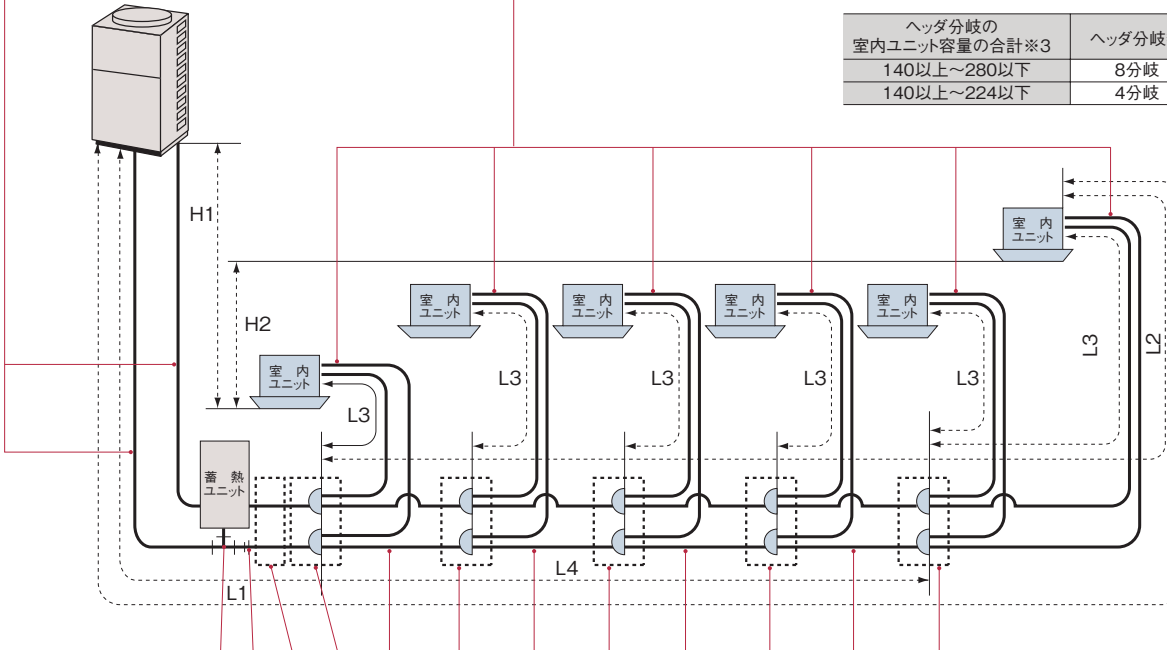 ヘッダ分岐の
室内ユニット容量の合計※3
ヘッダ分岐
140以上〜280以下
8分岐
140以上〜224以下
4分岐
H1
H2
室 内
ユニット
室 内
ユニット
室 内
ユニット
室 内
ユニット
室 内
ユニット
室 内
ユニット
L3
L3
L3
L3
L3
L3
L2
蓄 熱
ユニット
L4
L1